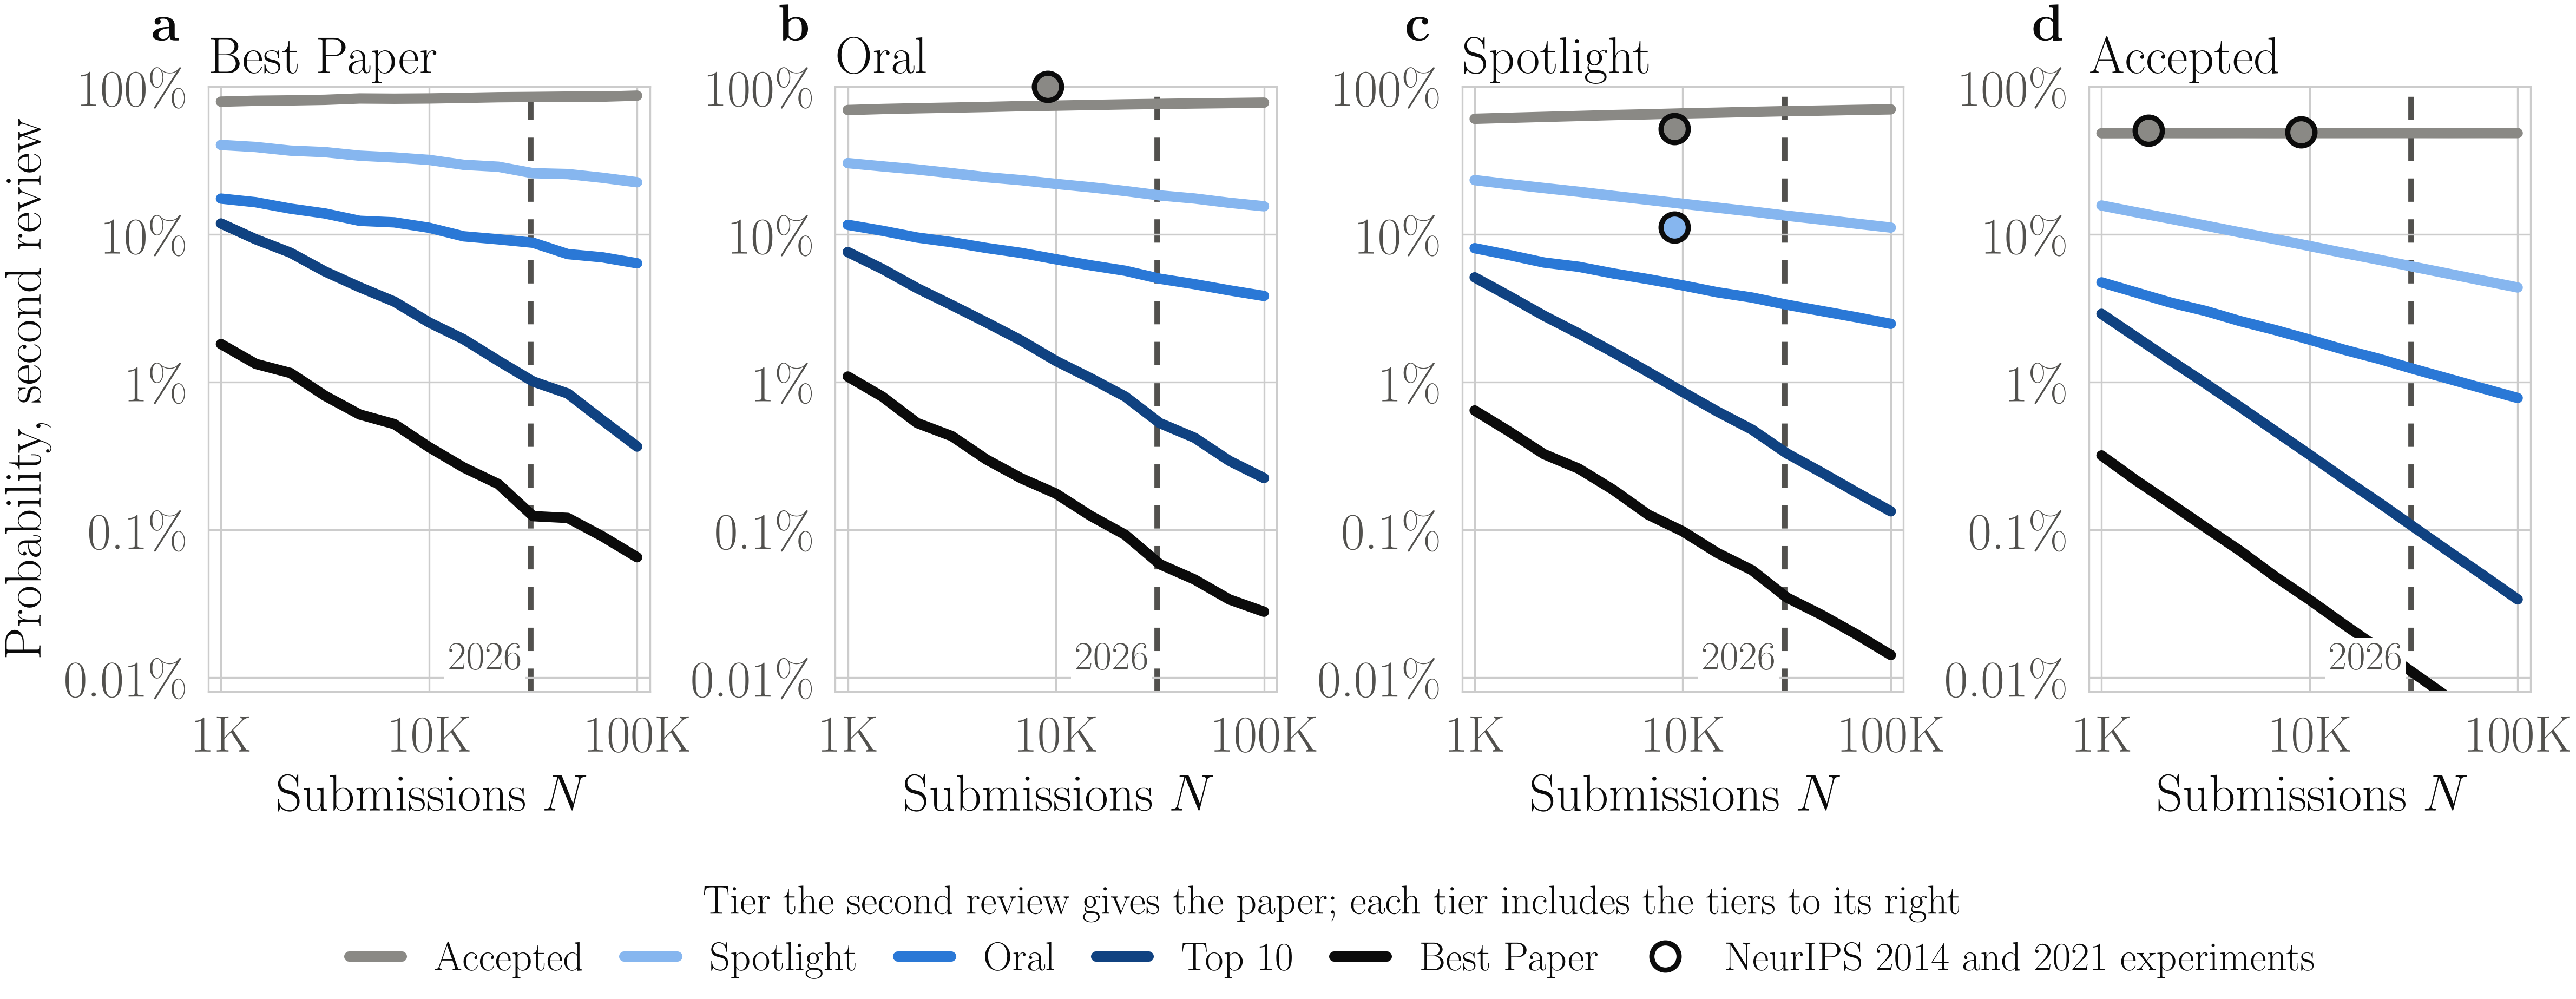 a
Best Paper
b
Oral
c
Spotlight
d
Accepted
Probability, second review
100%
10%
1%
0.1%
0.01%
2026
1K 10K 100K
Submissions N
100%
10%
1%
0.1%
0.01%
2026
1K 10K 100K
Submissions N
100%
10%
1%
0.1%
0.01%
2026
1K 10K 100K
Submissions N
100%
10%
1%
0.1%
0.01%
2026
1K 10K 100K
Submissions N
Tier the second review gives the paper; each tier includes the tiers to its right
Accepted Spotlight Oral Top 10 Best Paper NeurIPS 2014 and 2021 experiments